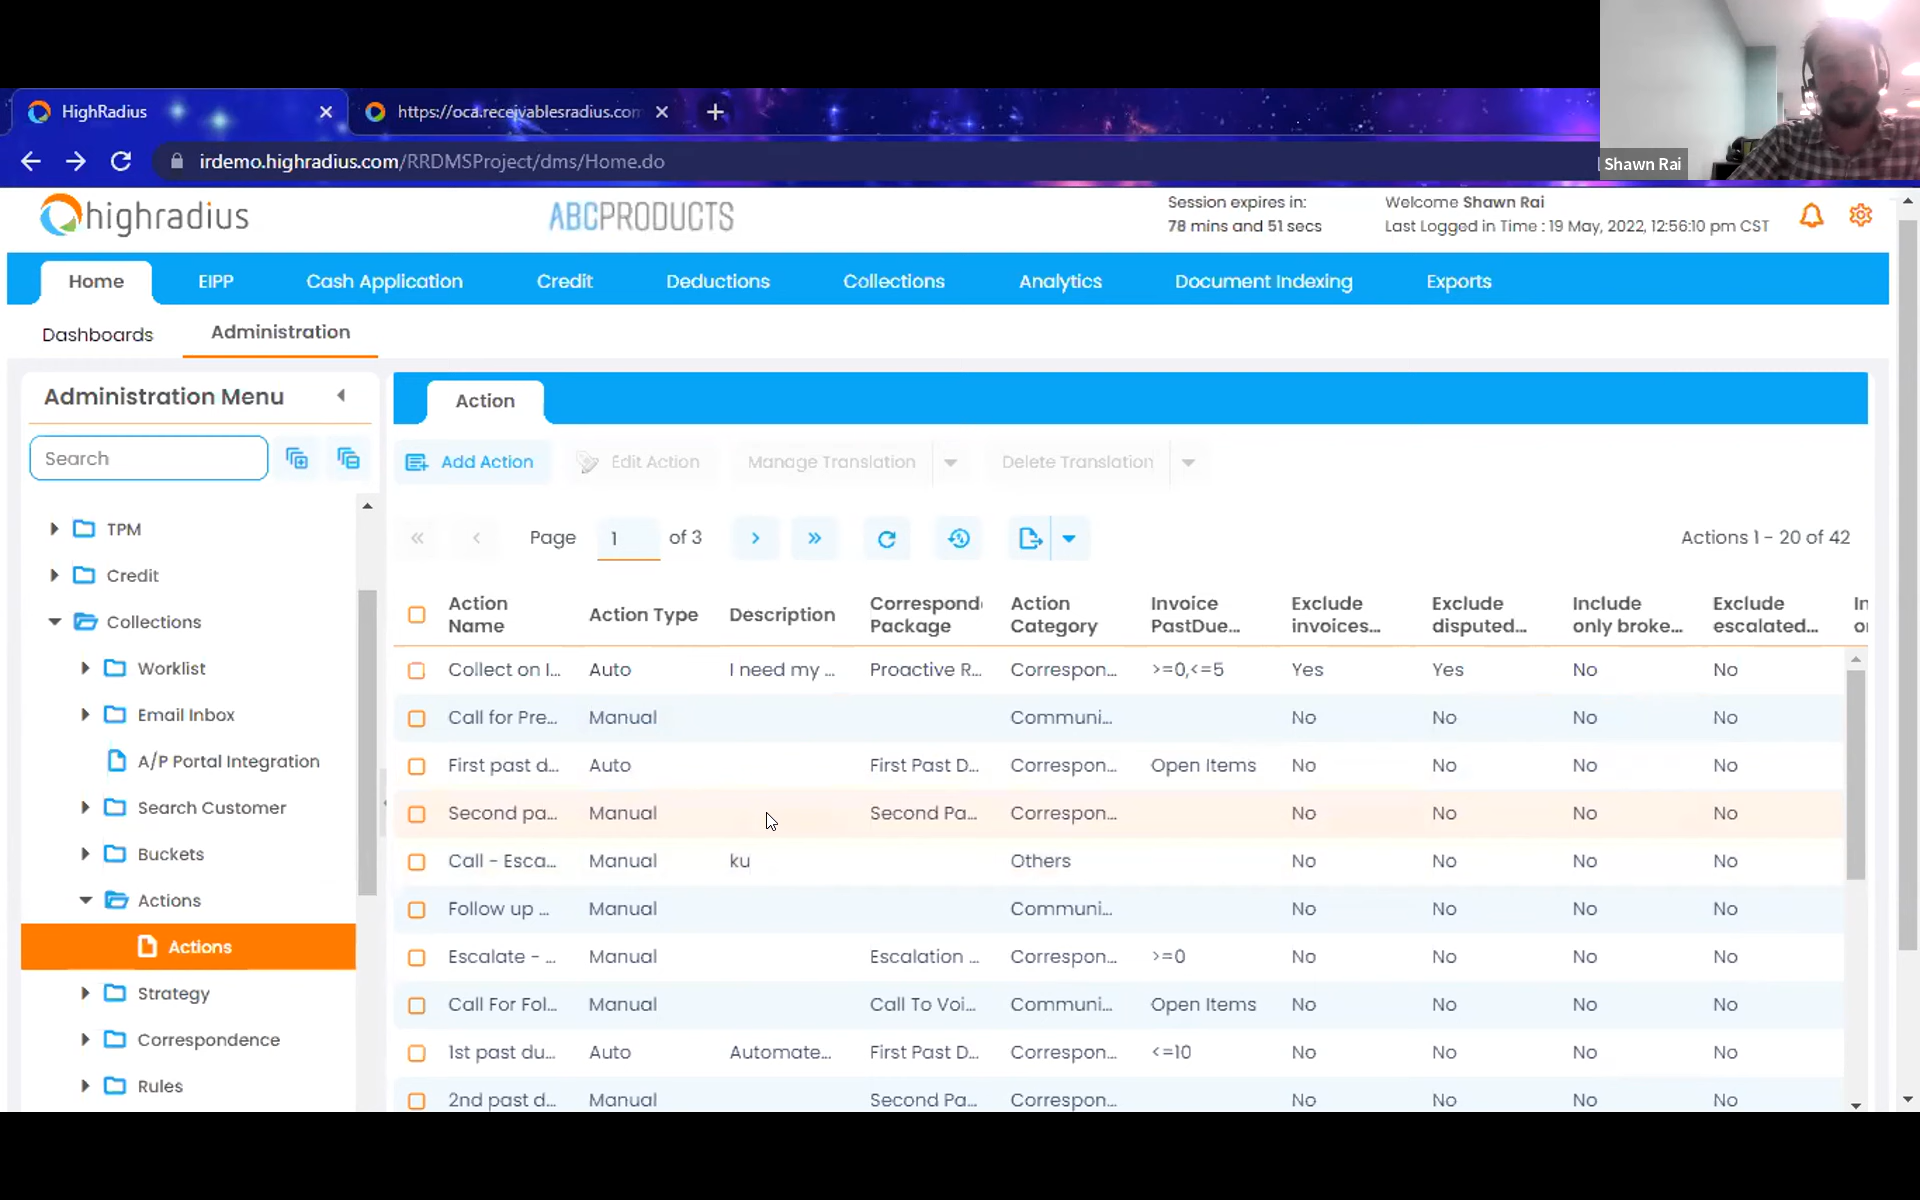 HighRadius
https://oca.receivablesradius.com
irdemo.highradius.com/RRDMSProject/dms/Home.do
Shawn Rai
highradius
ABCPRODUCTS
Session expires in:
78 mins and 51 secs
Welcome Shawn Rai
Last Logged in Time : 19 May, 2022, 12:56:10 pm CST
Home EIPP Cash Application Credit Deductions Collections Analytics Document Indexing Exports
Dashboards Administration
Administration Menu
Search
TPM
Credit
Collections
Worklist
Email Inbox
A/P Portal Integration
Search Customer
Buckets
Actions
Actions
Strategy
Correspondence
Rules
Action
Add Action Edit Action Manage Translation Delete Translation
Page 1 of 3 Actions 1 - 20 of 42
Action Name Action Type Description Correspond Package Action Category Invoice PastDue... Exclude invoices... Exclude disputed... Include only broke... Exclude escalated...
Collect on I... Auto I need my ... Proactive R... Correspon... >=0,<=5 Yes Yes No No
Call for Pre... Manual Communi... No No No No
First past d... Auto First Past D... Correspon... Open Items No No No No
Second pa... Manual Second Pa... Correspon... No No No No
Call - Esca... Manual ku Others No No No No
Follow up ... Manual Communi... No No No No
Escalate - ... Manual Escalation ... Correspon... >=0 No No No No
Call For Fol... Manual Call To Voi... Communi... Open Items No No No No
1st past du... Auto Automate... First Past D... Correspon... <=10 No No No No
2nd past d... Manual Second Pa... Correspon... No No No No